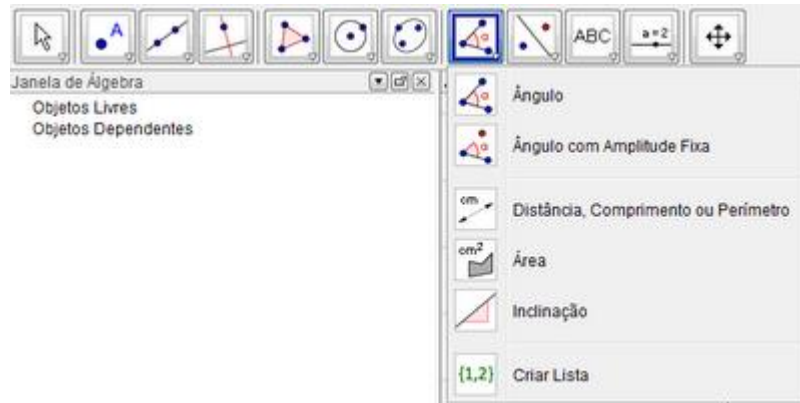 A
ABC
a=2
Janela de Álgebra
Objetos Livres
Objetos Dependentes
α Ângulo
α Ângulo com Amplitude Fixa
cm Distância, Comprimento ou Perímetro
cm² Área
Inclinação
{1,2} Criar Lista